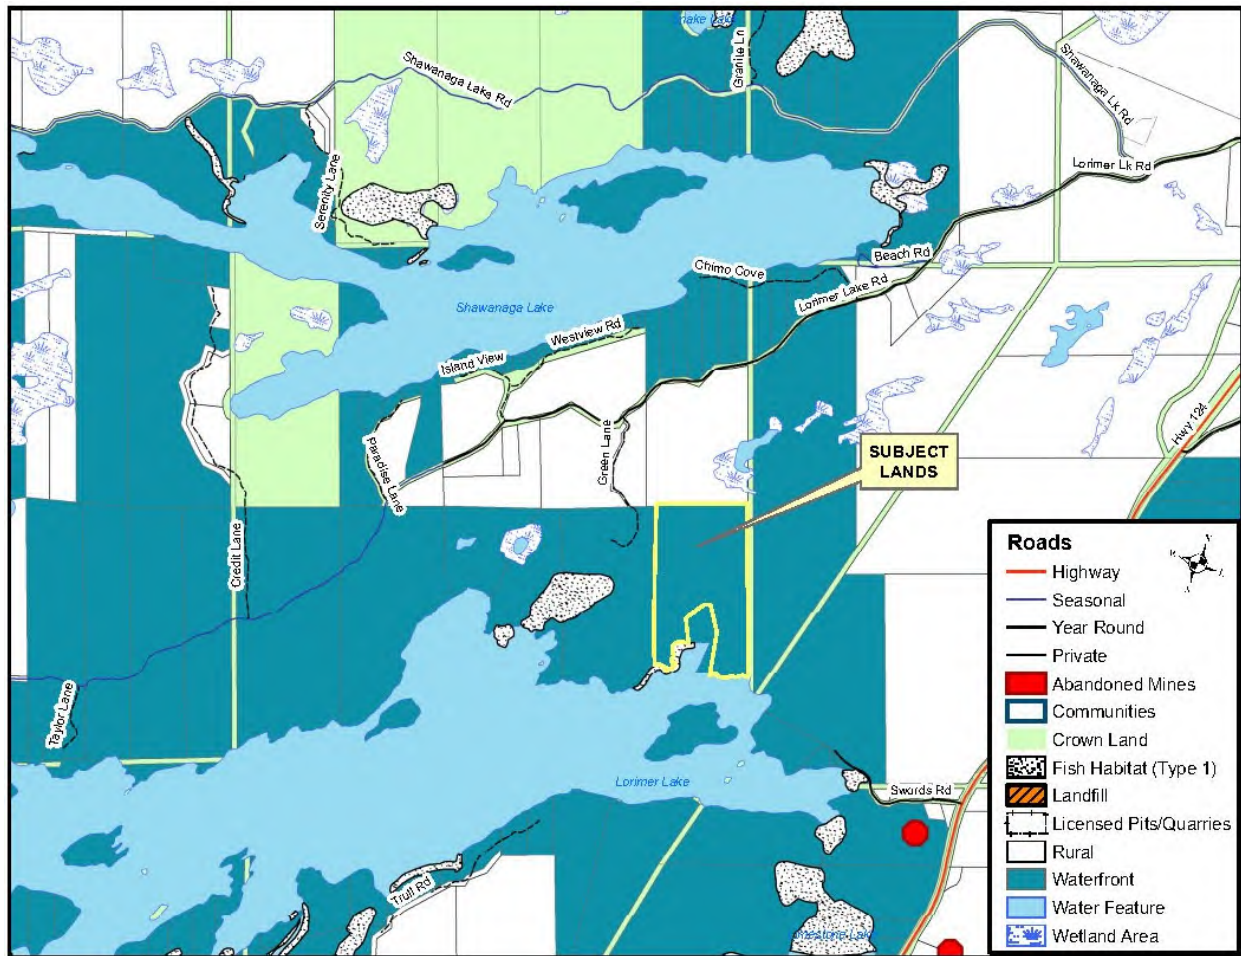 Snake Lake
Granite Ln
Shawanaga Lake Rd
Shawanaga Lk Rd
Lorimer Lk Rd
Serenity Lane
Beach Rd
Chimo Cove
Lorimer Lake Rd
Shawanaga Lake
Westview Rd
Island View
Hwy 124
Paradise Lane
Green Lane
SUBJECT
LANDS
Credit Lane
Taylor Lane
Lorimer Lake
Swords Rd
Trull Rd
Roads
Highway
Seasonal
Year Round
Private
Abandoned Mines
Communities
Crown Land
Fish Habitat (Type 1)
Landfill
Licensed Pits/Quarries
Rural
Waterfront
Water Feature
Wetland Area